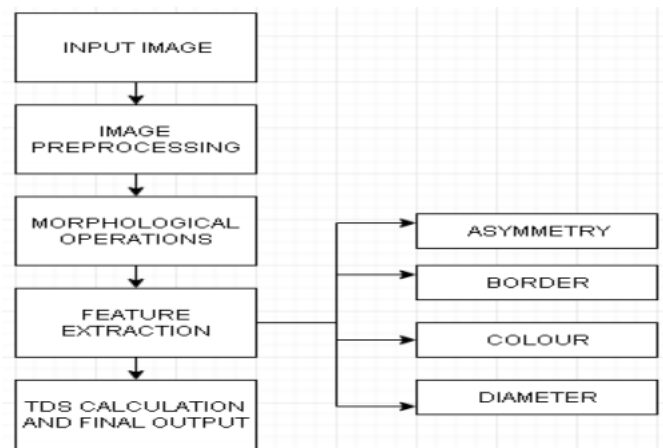 INPUT IMAGE
IMAGE
PREPROCESSING
MORPHOLOGICAL
OPERATIONS
FEATURE
EXTRACTION
TDS CALCULATION
AND FINAL OUTPUT
ASYMMETRY
BORDER
COLOUR
DIAMETER